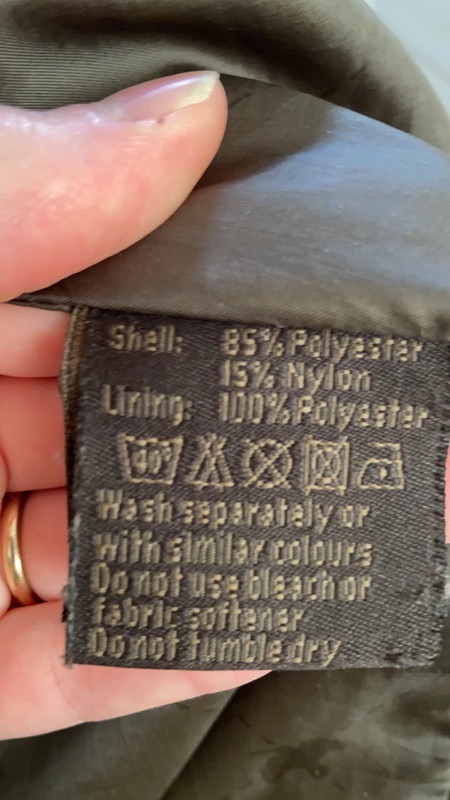 Shell: 85% Polyester
15% Nylon
Lining: 100% Polyester
40°
Wash separately or
with similar colours
Do not use bleach or
fabric softener
Do not tumble dry